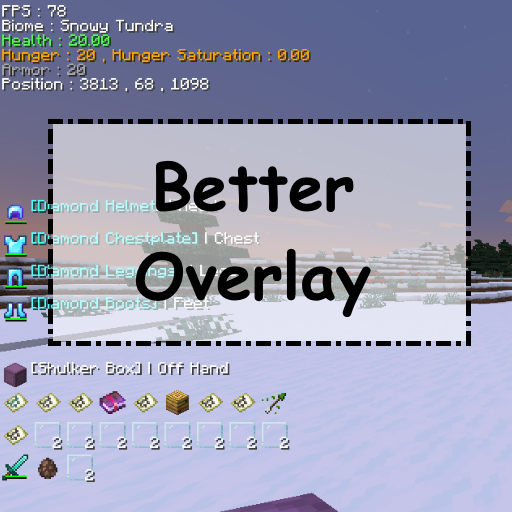 FPS : 78
Biome : Snowy Tundra
Health : 20.00
Hunger : 20 , Hunger Saturation : 0.00
Armor : 20
Position : 3813 , 68 , 1098
Better
Overlay
[Diamond Helmet]
[Diamond Chestplate] | Chest
[Diamond Leggings]
[Diamond Boots] | Feet
[Shulker Box] | Off Hand
2 2 2 2 2 2 2 2
2